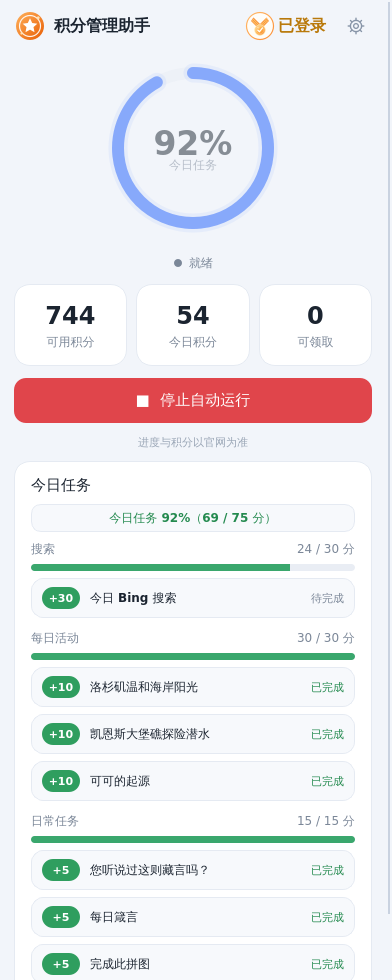 积分管理助手
已登录
92%
今日任务
就绪
744
可用积分
54
今日积分
0
可领取
停止自动运行
进度与积分以官网为准
今日任务
今日任务 92%（69 / 75 分）
搜索 24 / 30 分
+30 今日 Bing 搜索 待完成
每日活动 30 / 30 分
+10 洛杉矶温和海岸阳光 已完成
+10 凯恩斯大堡礁探险潜水 已完成
+10 可可的起源 已完成
日常任务 15 / 15 分
+5 您听说过这则藏言吗？ 已完成
+5 每日箴言 已完成
+5 完成此拼图 已完成